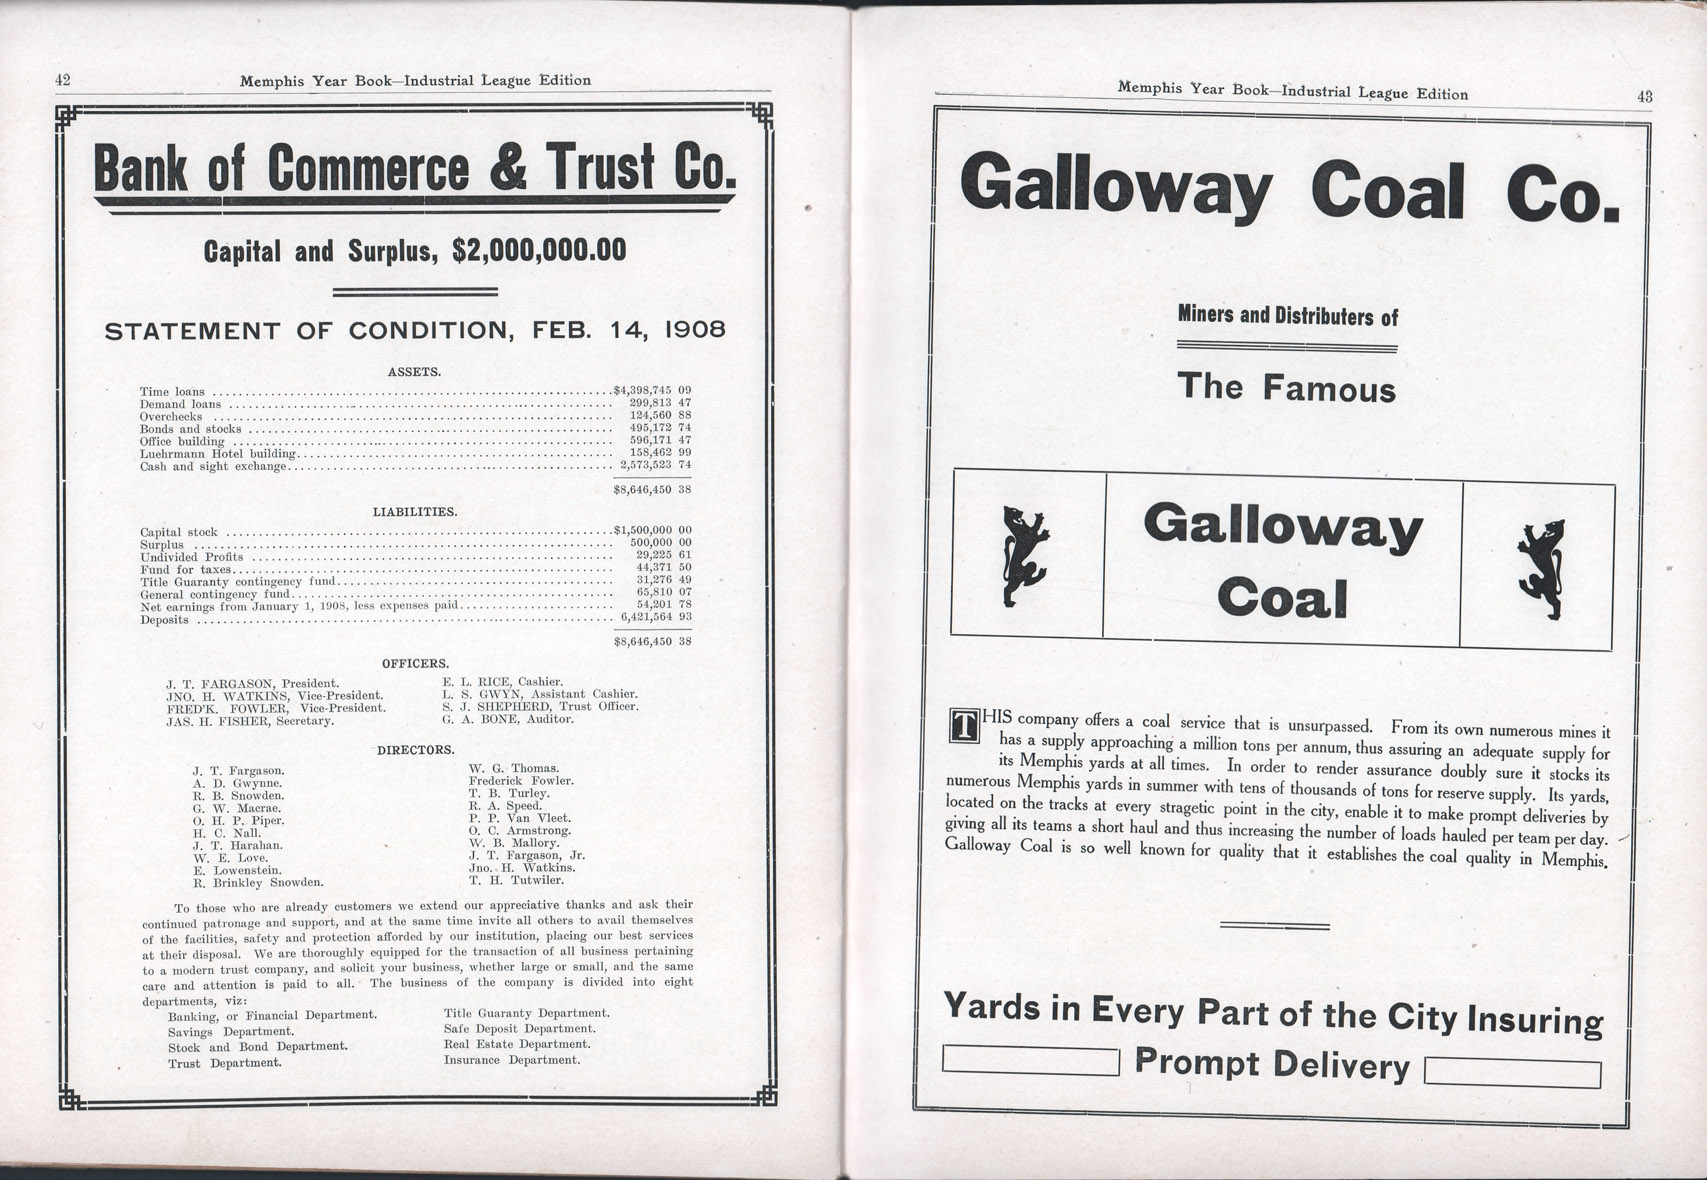 42
Memphis Year Book—Industrial League Edition
Bank of Commerce & Trust Co.
Capital and Surplus, $2,000,000.00
STATEMENT OF CONDITION, FEB. 14, 1908
ASSETS.
Time loans ........ $4,398,745 09
Demand loans ........ 299,813 47
Overchecks ........ 124,560 88
Bonds and stocks ........ 495,172 74
Office building ........ 596,171 47
Luehrmann Hotel building........ 158,462 99
Cash and sight exchange........ 2,573,523 74
$8,646,450 38
LIABILITIES.
Capital stock ........ $1,500,000 00
Surplus ........ 500,000 00
Undivided Profits ........ 29,225 61
Fund for taxes........ 44,371 50
Title Guaranty contingency fund........ 31,276 49
General contingency fund........ 65,810 07
Net earnings from January 1, 1908, less expenses paid........ 54,201 78
Deposits ........ 6,421,564 93
$8,646,450 38
OFFICERS.
J. T. FARGASON, President.
JNO. H. WATKINS, Vice-President.
FRED'K. FOWLER, Vice-President.
JAS. H. FISHER, Secretary.
E. L. RICE, Cashier.
L. S. GWYN, Assistant Cashier.
S. J. SHEPHERD, Trust Officer.
G. A. BONE, Auditor.
DIRECTORS.
J. T. Fargason.
A. D. Gwynne.
R. B. Snowden.
G. W. Macrae.
O. H. P. Piper.
H. C. Nall.
J. T. Harahan.
W. E. Love.
E. Lowenstein.
R. Brinkley Snowden.
W. G. Thomas.
Frederick Fowler.
T. B. Turley.
R. A. Speed.
P. P. Van Vleet.
O. C. Armstrong.
W. B. Mallory.
J. T. Fargason, Jr.
Jno. H. Watkins.
T. H. Tutwiler.
To those who are already customers we extend our appreciative thanks and ask their
continued patronage and support, and at the same time invite all others to avail themselves
of the facilities, safety and protection afforded by our institution, placing our best services
at their disposal. We are thoroughly equipped for the transaction of all business pertaining
to a modern trust company, and solicit your business, whether large or small, and the same
care and attention is paid to all. The business of the company is divided into eight
departments, viz:
Banking, or Financial Department.
Savings Department.
Stock and Bond Department.
Trust Department.
Title Guaranty Department.
Safe Deposit Department.
Real Estate Department.
Insurance Department.
Memphis Year Book—Industrial League Edition
43
Galloway Coal Co.
Miners and Distributers of
The Famous
Galloway
Coal
THIS company offers a coal service that is unsurpassed. From its own numerous mines it
has a supply approaching a million tons per annum, thus assuring an adequate supply for
its Memphis yards at all times. In order to render assurance doubly sure it stocks its
numerous Memphis yards in summer with tens of thousands of tons for reserve supply. Its yards,
located on the tracks at every stragetic point in the city, enable it to make prompt deliveries by
giving all its teams a short haul and thus increasing the number of loads hauled per team per day.
Galloway Coal is so well known for quality that it establishes the coal quality in Memphis.
Yards in Every Part of the City Insuring
Prompt Delivery